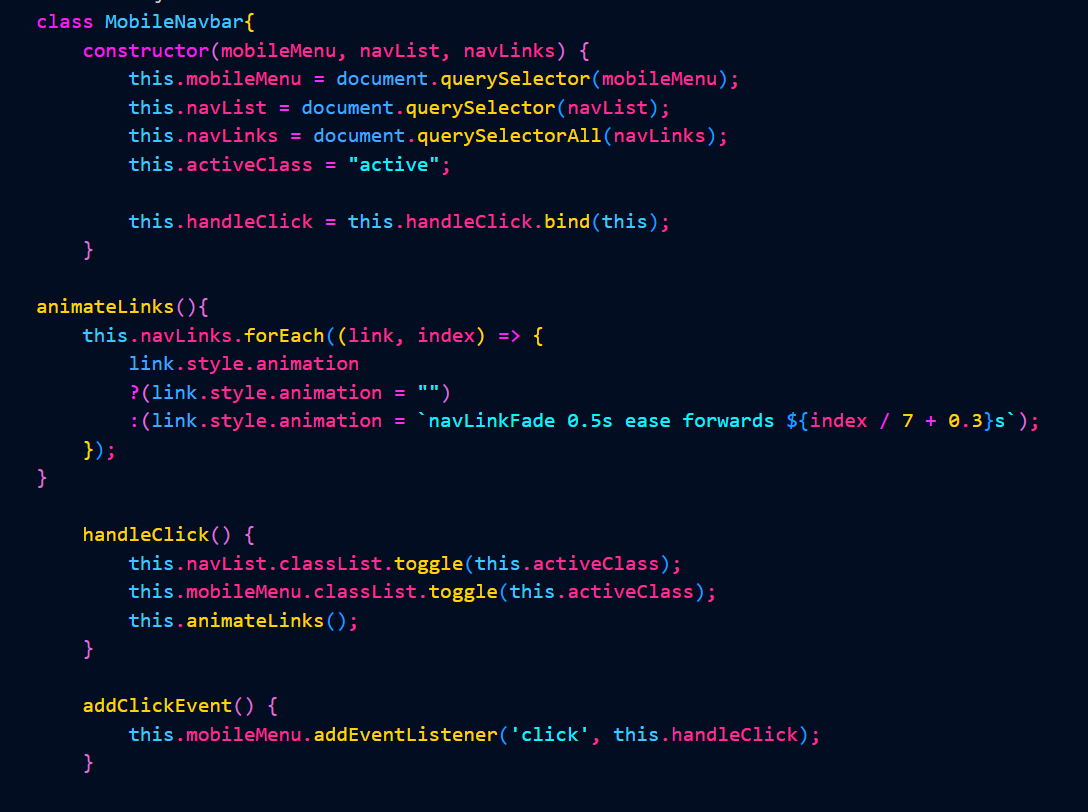 class MobileNavbar{
    constructor(mobileMenu, navList, navLinks) {
        this.mobileMenu = document.querySelector(mobileMenu);
        this.navList = document.querySelector(navList);
        this.navLinks = document.querySelectorAll(navLinks);
        this.activeClass = "active";

        this.handleClick = this.handleClick.bind(this);
    }

animateLinks(){
    this.navLinks.forEach((link, index) => {
        link.style.animation
        ?(link.style.animation = "")
        :(link.style.animation = `navLinkFade 0.5s ease forwards ${index / 7 + 0.3}s`);
    });
}

    handleClick() {
        this.navList.classList.toggle(this.activeClass);
        this.mobileMenu.classList.toggle(this.activeClass);
        this.animateLinks();
    }

    addClickEvent() {
        this.mobileMenu.addEventListener('click', this.handleClick);
    }